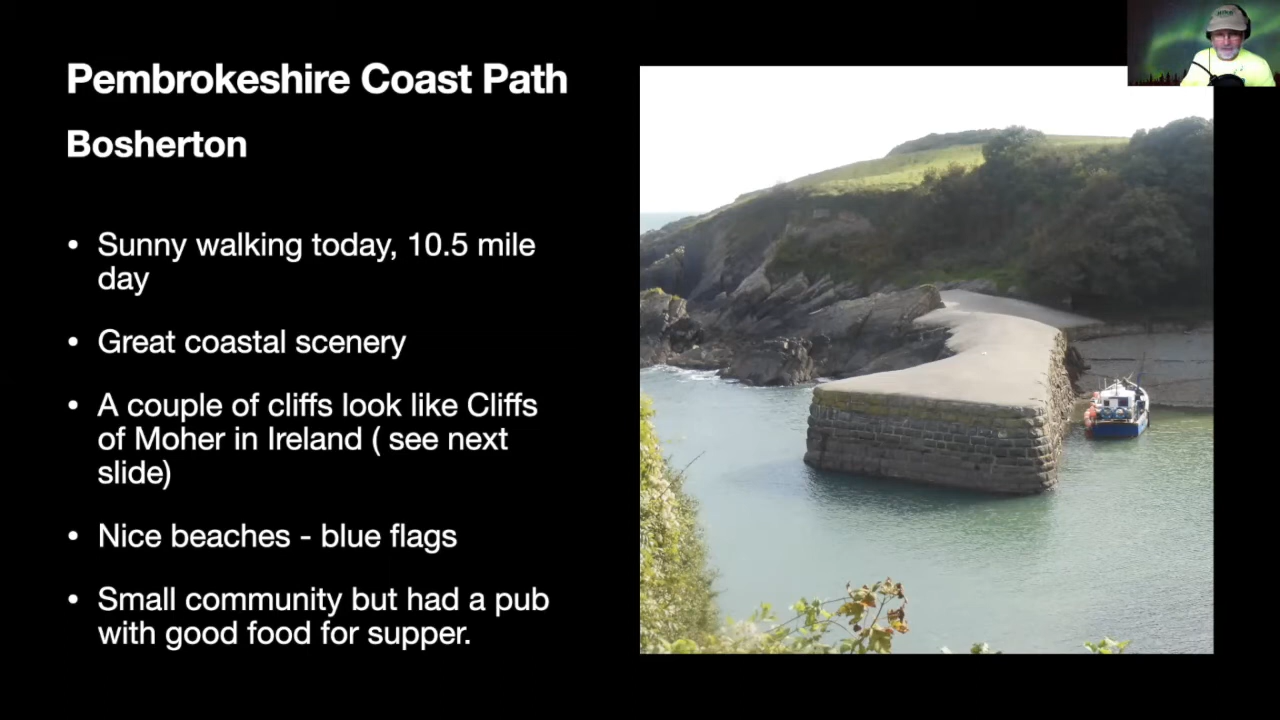 Pembrokeshire Coast Path
Bosherton
• Sunny walking today, 10.5 mile
day
• Great coastal scenery
• A couple of cliffs look like Cliffs
of Moher in Ireland ( see next
slide)
• Nice beaches - blue flags
• Small community but had a pub
with good food for supper.